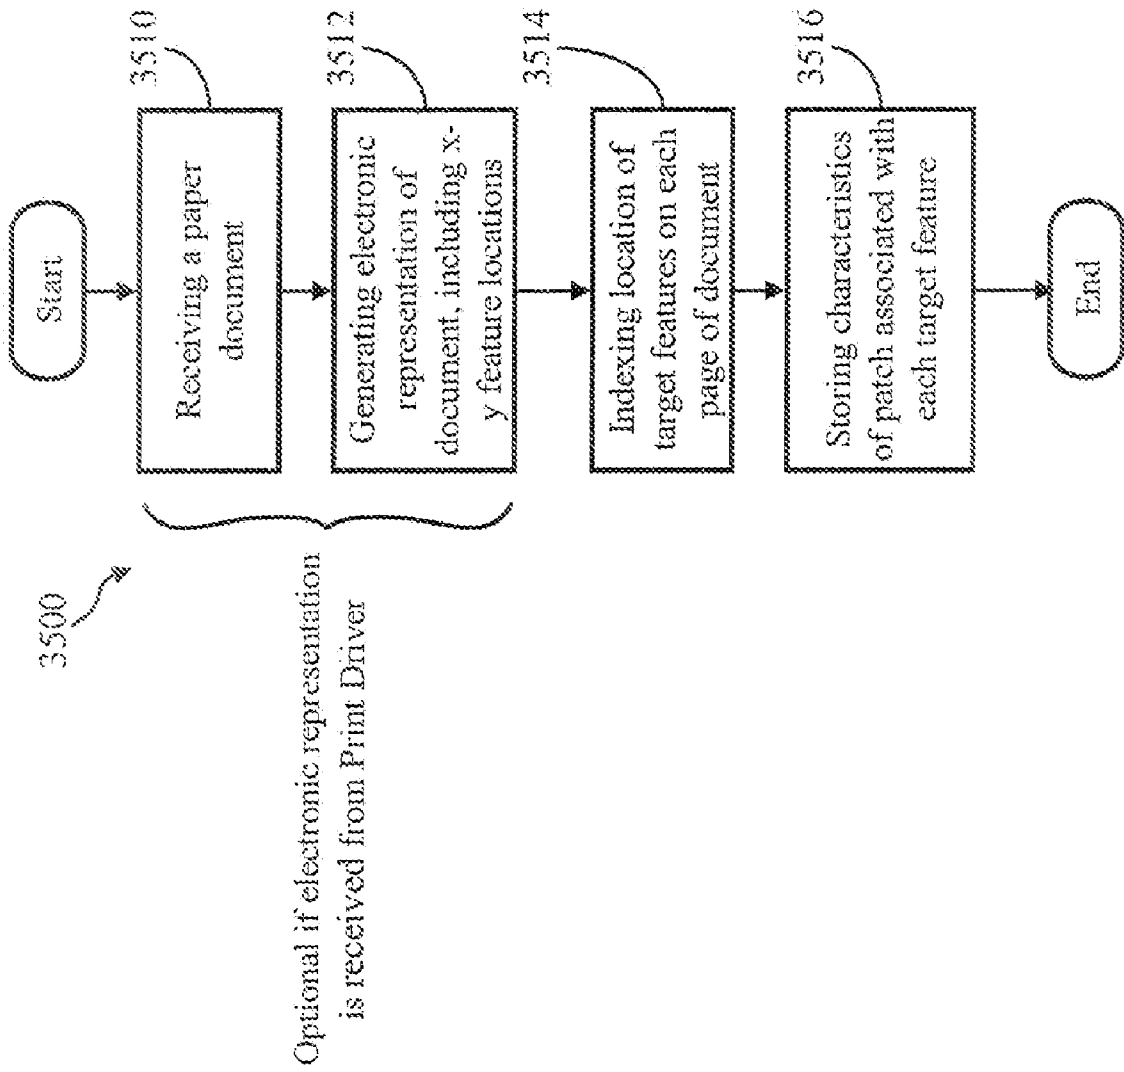 3500
Start
Receiving a paper
document
3510
Optional if electronic representation
is received from Print Driver
Generating electronic
representation of
document, including x-
y feature locations
3512
Indexing location of
target features on each
page of document
3514
Storing characteristics
of patch associated with
each target feature
3516
End